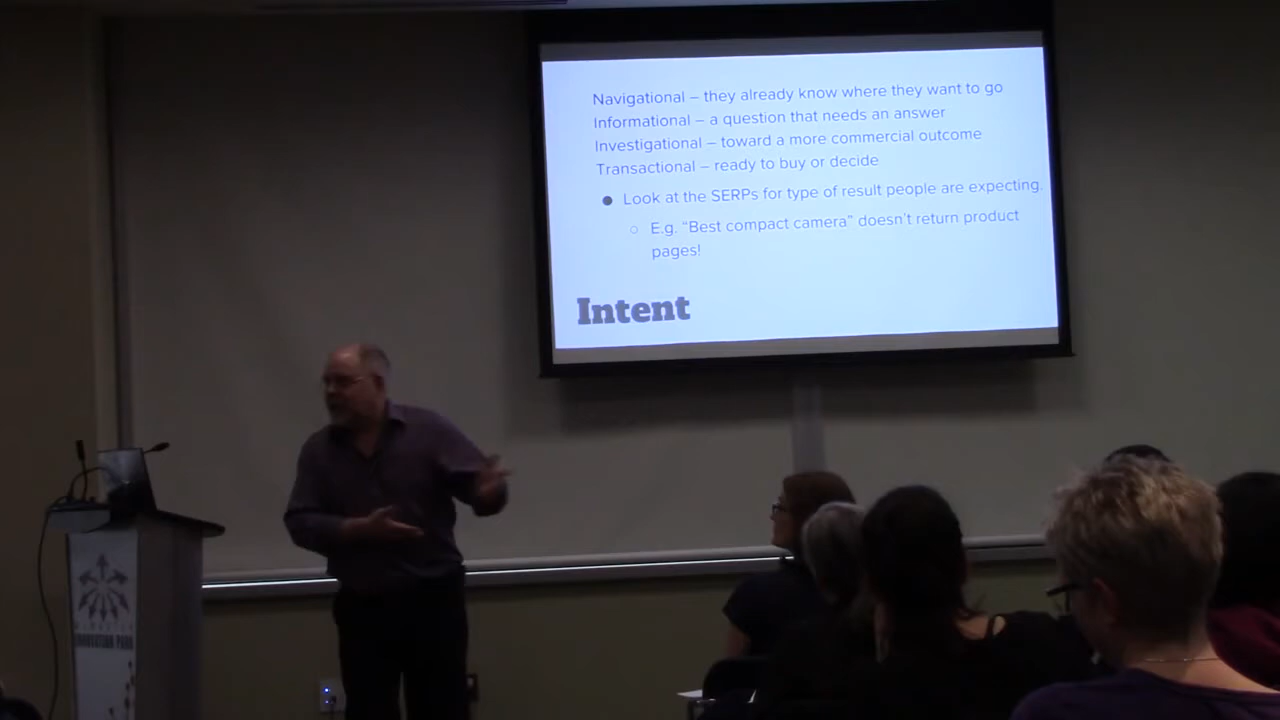 Navigational – they already know where they want to go
Informational – a question that needs an answer
Investigational – toward a more commercial outcome
Transactional – ready to buy or decide
● Look at the SERPs for type of result people are expecting.
○ E.g. “Best compact camera” doesn’t return product
pages!
Intent
INNOVATION PARK